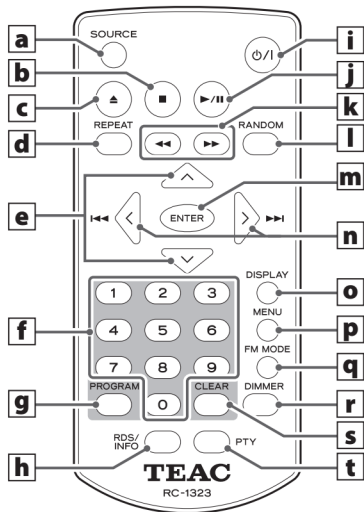 SOURCE
a
i
⏻/I
b
j
c
k
REPEAT
RANDOM
d
l
m
e
ENTER
n
DISPLAY
o
1 2 3
MENU
p
f
4 5 6
FM MODE
q
7 8 9
PROGRAM
CLEAR
DIMMER
g
0
r
s
RDS/
INFO
PTY
h
t
TEAC
RC-1323